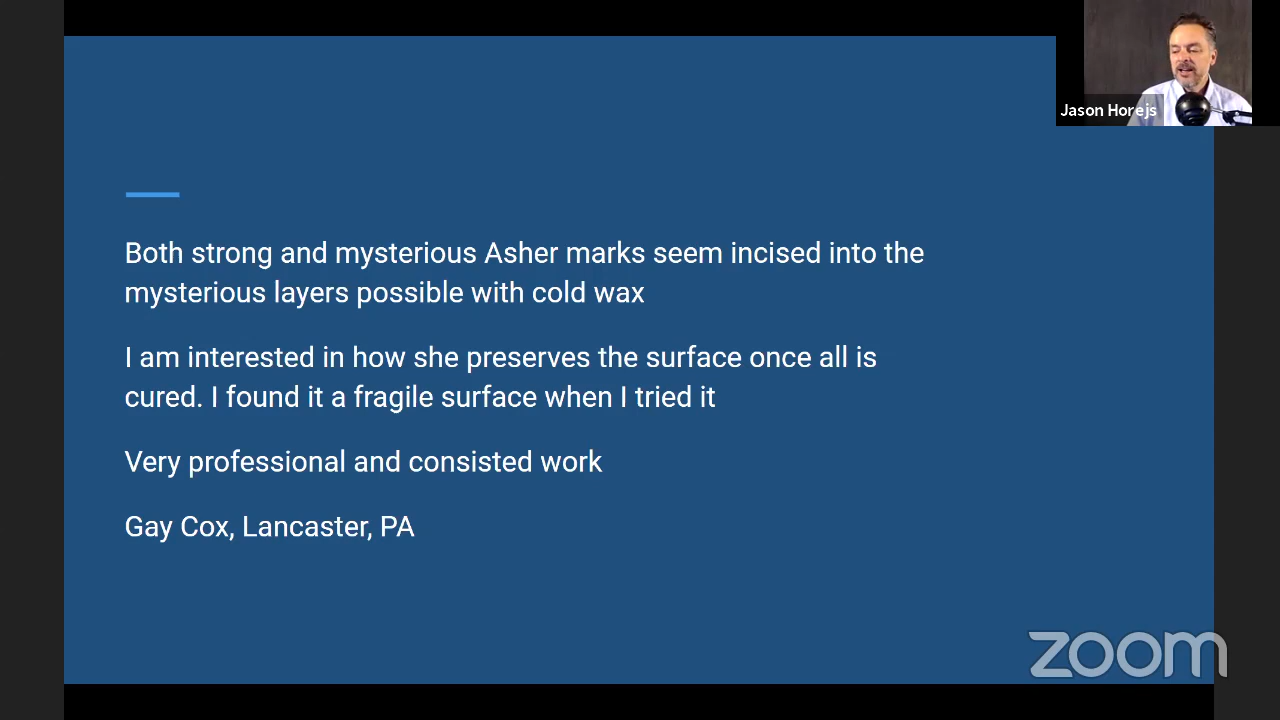 Jason Horejs
Both strong and mysterious Asher marks seem incised into the
mysterious layers possible with cold wax
I am interested in how she preserves the surface once all is
cured. I found it a fragile surface when I tried it
Very professional and consisted work
Gay Cox, Lancaster, PA
zoom